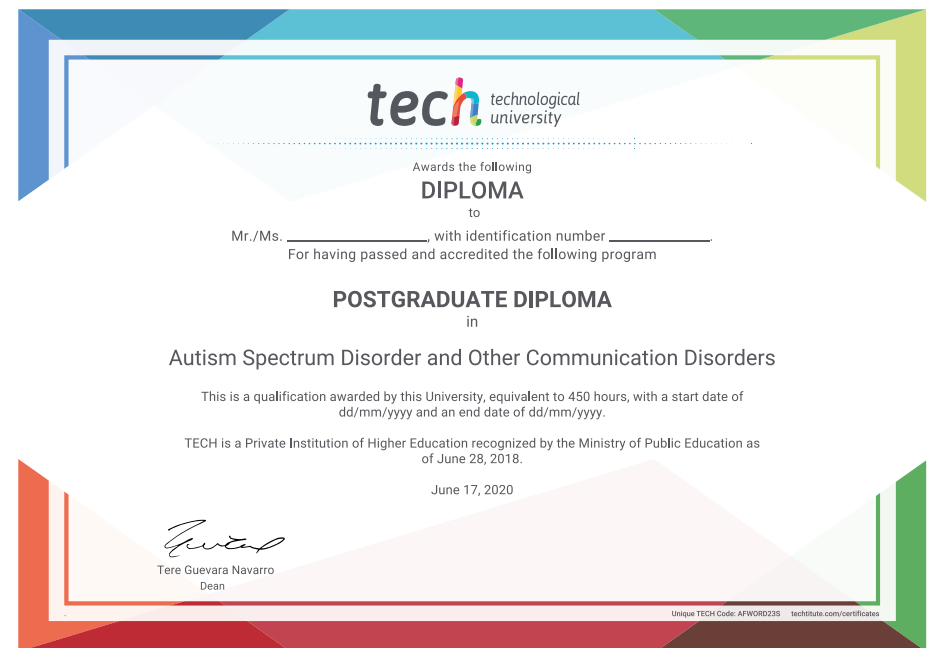 tech technological
university
Awards the following
DIPLOMA
to
Mr./Ms. ____________________, with identification number ______________.
For having passed and accredited the following program
POSTGRADUATE DIPLOMA
in
Autism Spectrum Disorder and Other Communication Disorders
This is a qualification awarded by this University, equivalent to 450 hours, with a start date of
dd/mm/yyyy and an end date of dd/mm/yyyy.
TECH is a Private Institution of Higher Education recognized by the Ministry of Public Education as
of June 28, 2018.
June 17, 2020
Tere Guevara Navarro
Dean
Unique TECH Code: AFWORD23S techtitute.com/certificates